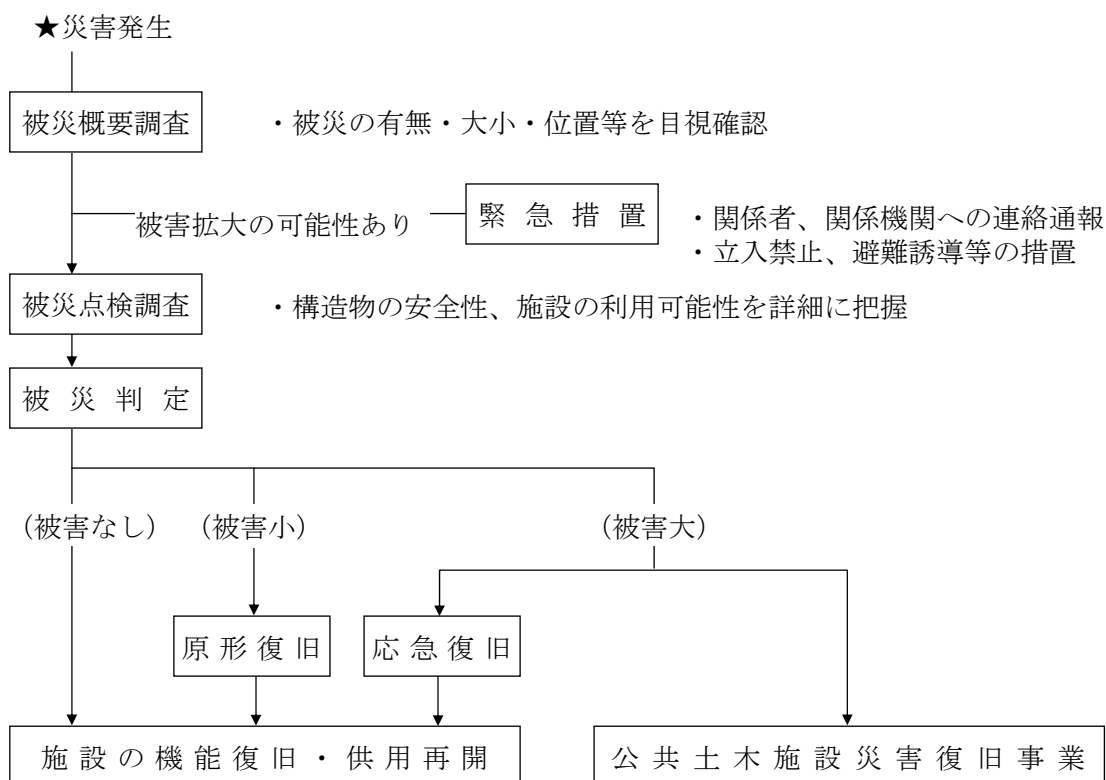 ★災害発生
被災概要調査
・被災の有無・大小・位置等を目視確認
被害拡大の可能性あり
緊急措置
・関係者、関係機関への連絡通報
・立入禁止、避難誘導等の措置
被災点検調査
・構造物の安全性、施設の利用可能性を詳細に把握
被災判定
（被害なし）
（被害小）
（被害大）
原形復旧
応急復旧
施設の機能復旧・供用再開
公共土木施設災害復旧事業